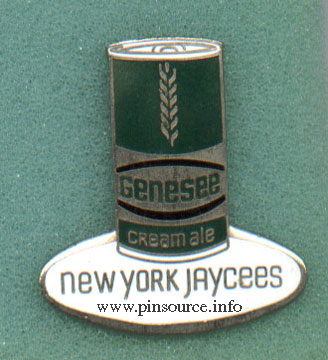 Genesee
cream ale
new york jaycees
www.pinsource.info